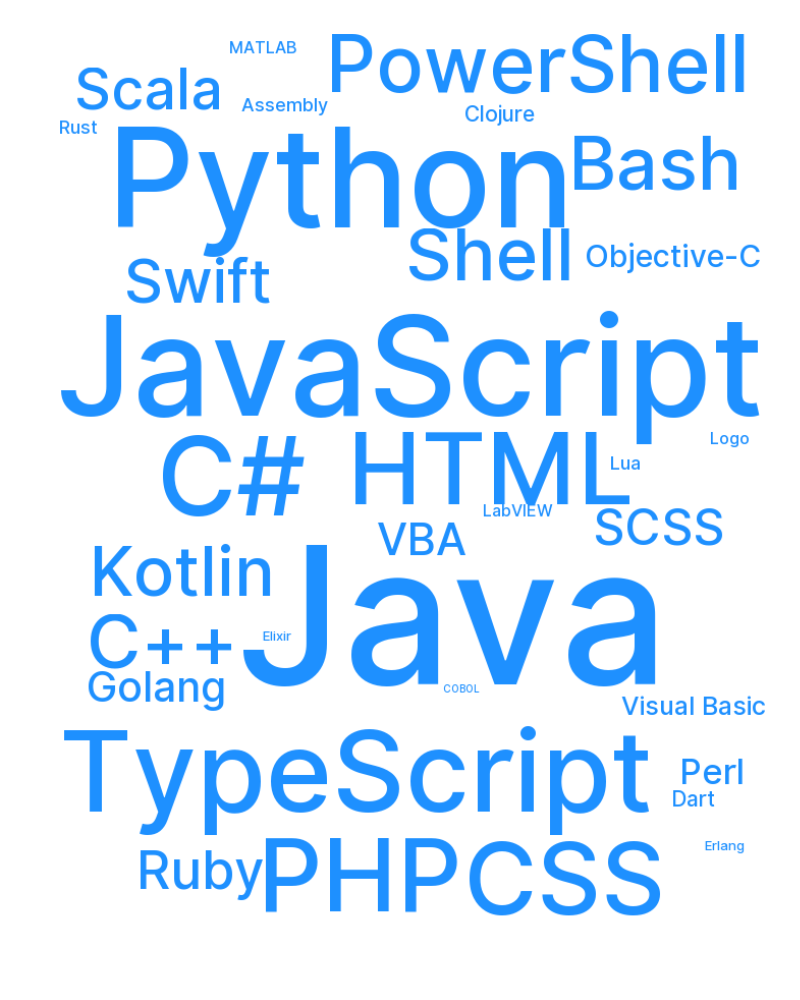 MATLAB
PowerShell
Scala
Assembly
Clojure
Rust
Python
Bash
Shell
Objective-C
Swift
JavaScript
C#
HTML
Logo
Lua
LabVIEW
SCSS
VBA
Kotlin
Java
C++
Elixir
Golang
COBOL
Visual Basic
TypeScript
Perl
Dart
Ruby
PHP
CSS
Erlang